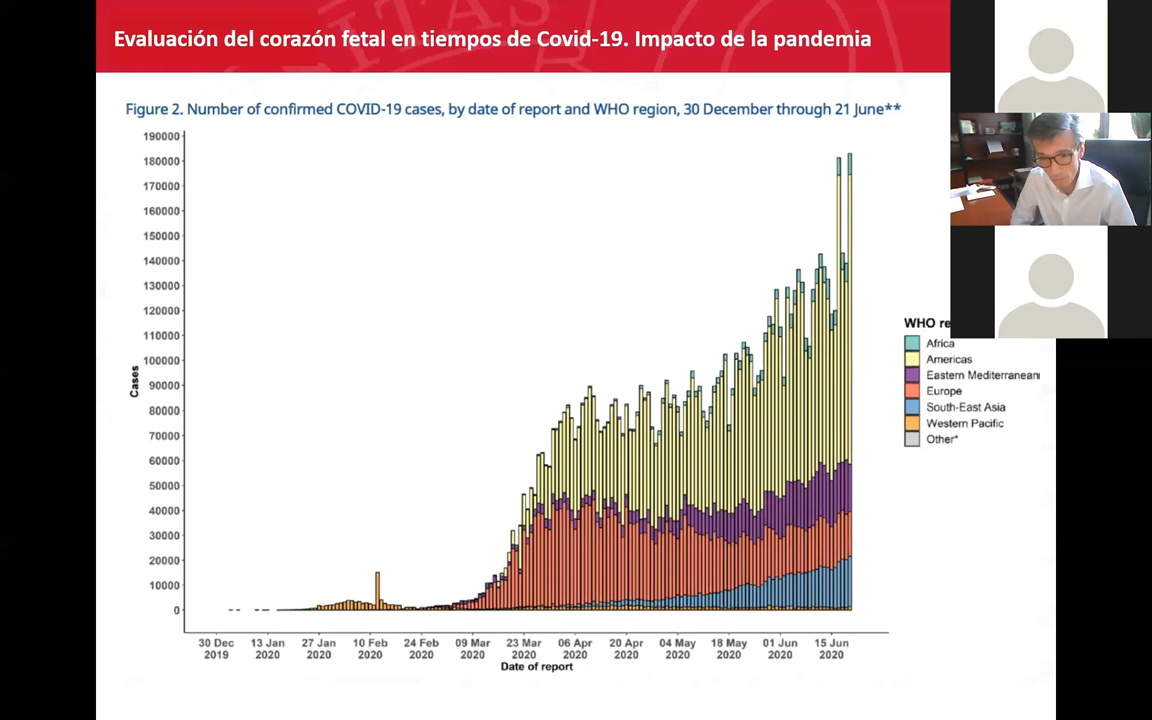 Evaluación del corazón fetal en tiempos de Covid-19. Impacto de la pandemia
Figure 2. Number of confirmed COVID-19 cases, by date of report and WHO region, 30 December through 21 June**
190000
180000
170000
160000
150000
140000
130000
120000
110000
100000
90000
80000
70000
60000
50000
40000
30000
20000
10000
0
Cases
30 Dec 2019
13 Jan 2020
27 Jan 2020
10 Feb 2020
24 Feb 2020
09 Mar 2020
23 Mar 2020
06 Apr 2020
20 Apr 2020
04 May 2020
18 May 2020
01 Jun 2020
15 Jun 2020
Date of report
WHO re
Africa
Americas
Eastern Mediterranean
Europe
South-East Asia
Western Pacific
Other*